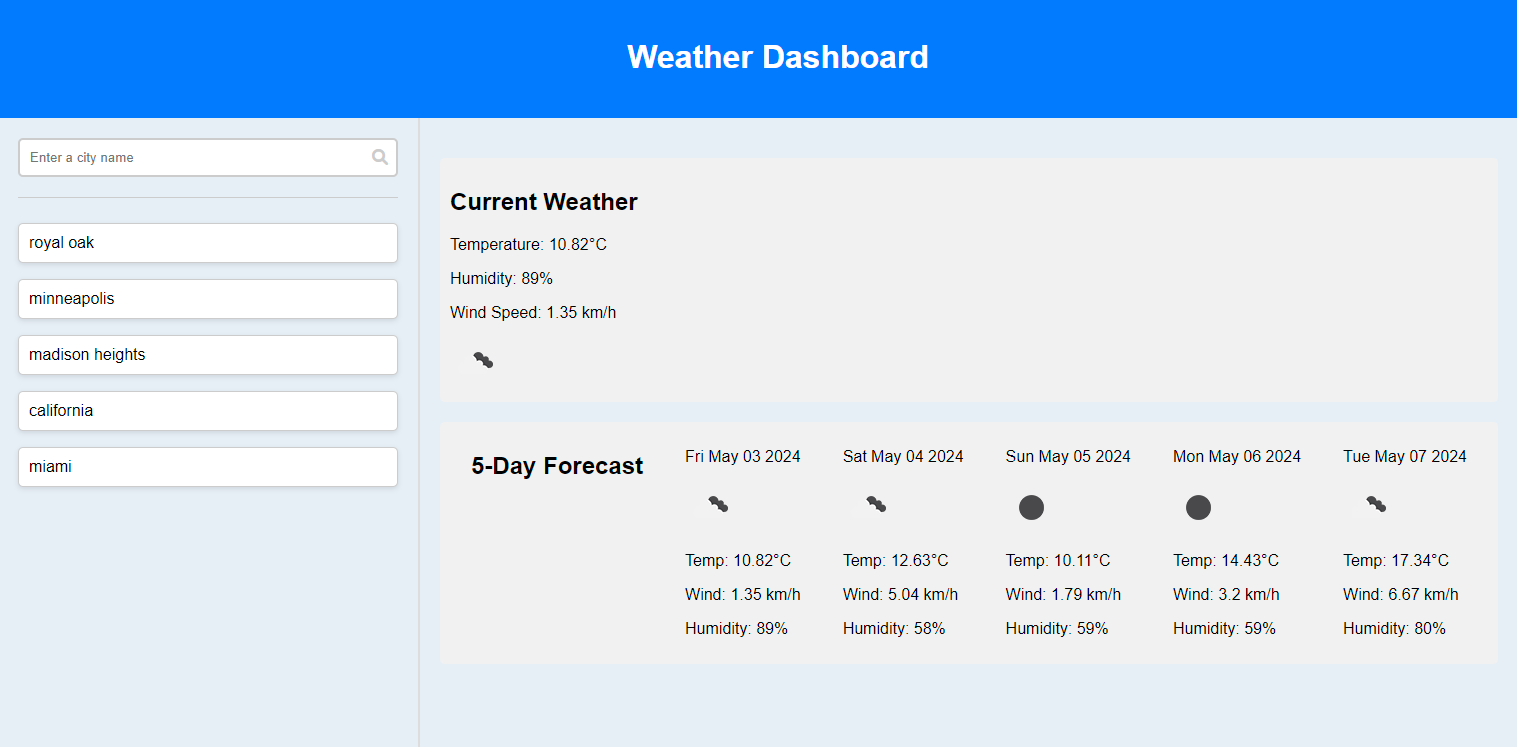 Weather Dashboard
Enter a city name
royal oak
minneapolis
madison heights
california
miami
Current Weather
Temperature: 10.82°C
Humidity: 89%
Wind Speed: 1.35 km/h
5-Day Forecast
Fri May 03 2024
Temp: 10.82°C
Wind: 1.35 km/h
Humidity: 89%
Sat May 04 2024
Temp: 12.63°C
Wind: 5.04 km/h
Humidity: 58%
Sun May 05 2024
Temp: 10.11°C
Wind: 1.79 km/h
Humidity: 59%
Mon May 06 2024
Temp: 14.43°C
Wind: 3.2 km/h
Humidity: 59%
Tue May 07 2024
Temp: 17.34°C
Wind: 6.67 km/h
Humidity: 80%